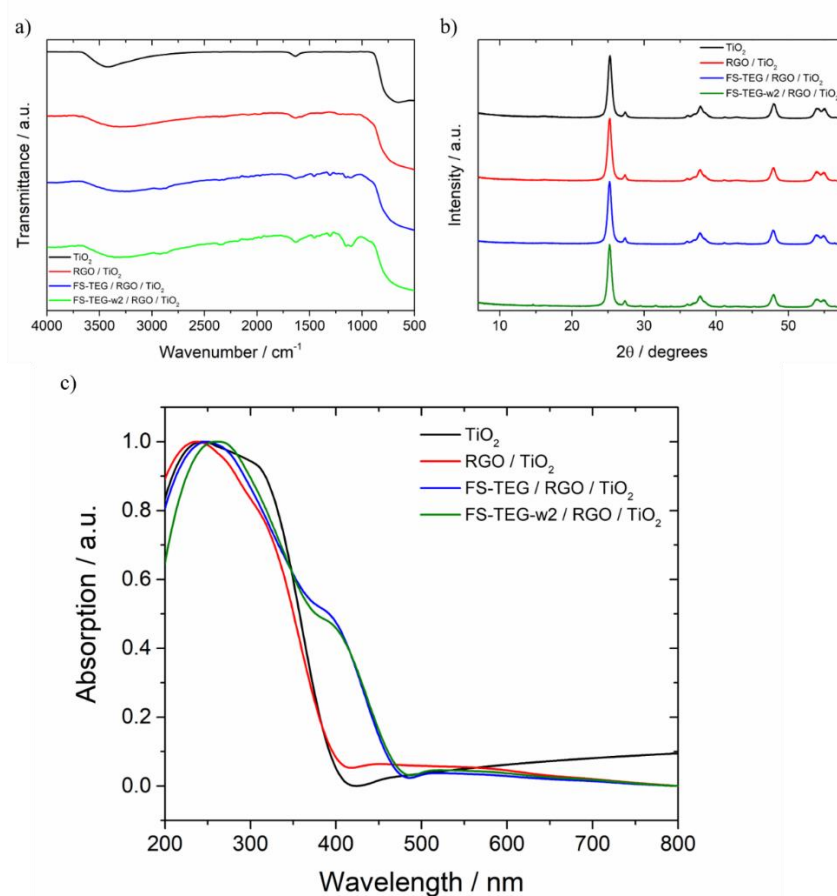 a)
Transmittance / a.u.
TiO₂
RGO / TiO₂
FS-TEG / RGO / TiO₂
FS-TEG-w2 / RGO / TiO₂
4000 3500 3000 2500 2000 1500 1000 500
Wavenumber / cm⁻¹
b)
Intensity / a.u.
TiO₂
RGO / TiO₂
FS-TEG / RGO / TiO₂
FS-TEG-w2 / RGO / TiO₂
10 20 30 40 50
2θ / degrees
c)
Absorption / a.u.
1.0
0.8
0.6
0.4
0.2
0.0
TiO₂
RGO / TiO₂
FS-TEG / RGO / TiO₂
FS-TEG-w2 / RGO / TiO₂
200 250 300 350 400 450 500 600 700 800
Wavelength / nm